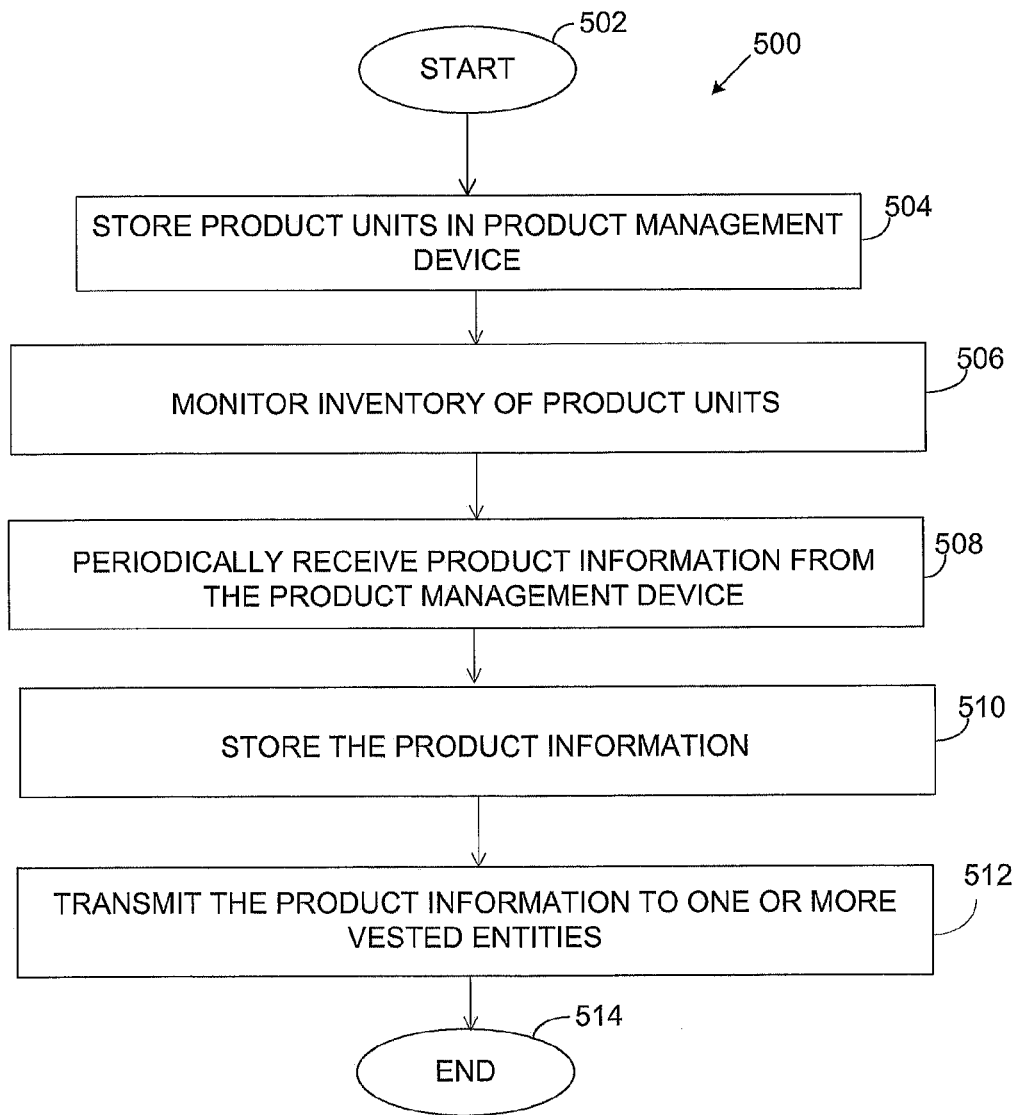 502
START
500
STORE PRODUCT UNITS IN PRODUCT MANAGEMENT
DEVICE
504
MONITOR INVENTORY OF PRODUCT UNITS
506
PERIODICALLY RECEIVE PRODUCT INFORMATION FROM
THE PRODUCT MANAGEMENT DEVICE
508
STORE THE PRODUCT INFORMATION
510
TRANSMIT THE PRODUCT INFORMATION TO ONE OR MORE
VESTED ENTITIES
512
514
END